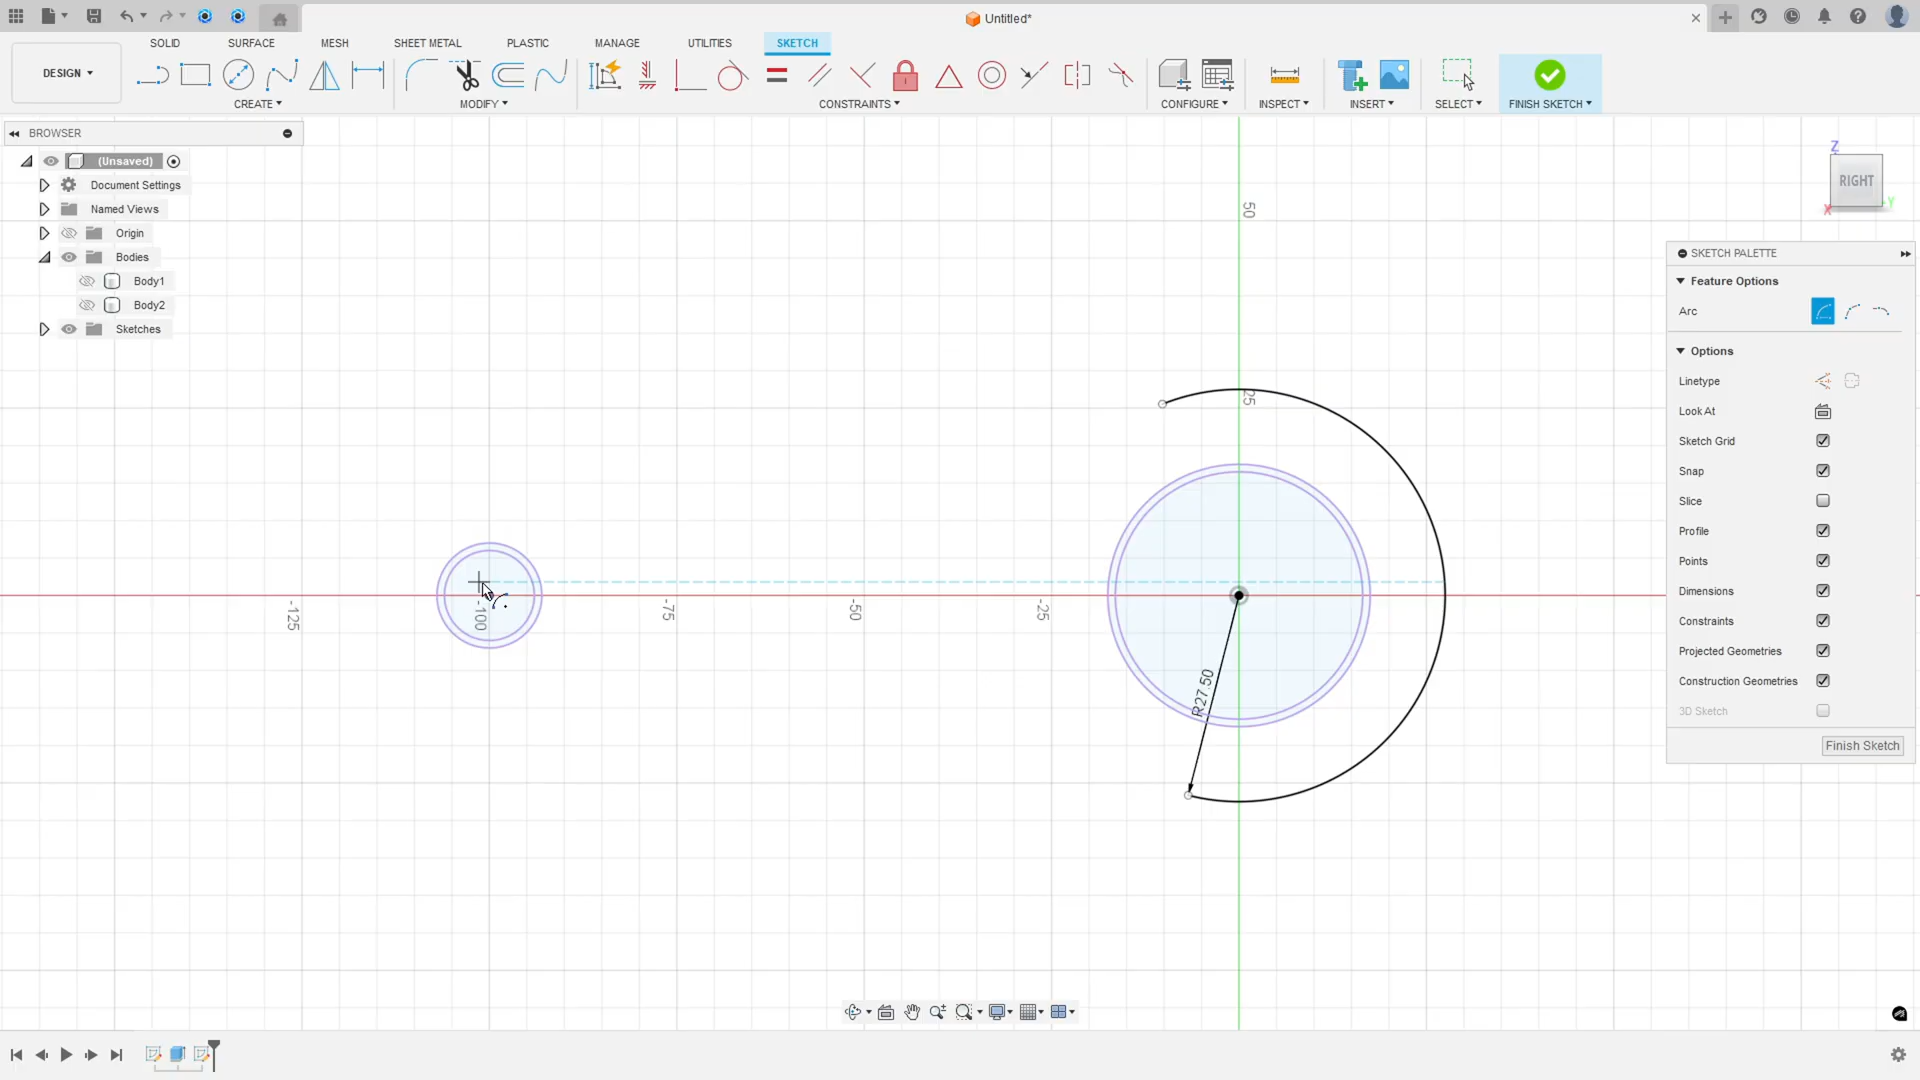 Untitled*
DESIGN
SOLID
SURFACE
MESH
SHEET METAL
PLASTIC
MANAGE
UTILITIES
SKETCH
CREATE
MODIFY
CONSTRAINTS
CONFIGURE
INSPECT
INSERT
SELECT
FINISH SKETCH
BROWSER
(Unsaved)
Document Settings
Named Views
Origin
Bodies
Body1
Body2
Sketches
50
25
-125
-100
-75
-50
-25
R27.50
Z
RIGHT
X
Y
SKETCH PALETTE
Feature Options
Arc
Options
Linetype
Look At
Sketch Grid
Snap
Slice
Profile
Points
Dimensions
Constraints
Projected Geometries
Construction Geometries
3D Sketch
Finish Sketch